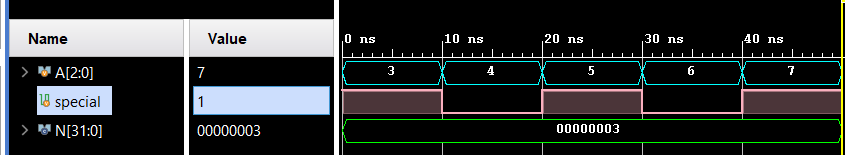 Name Value
0 ns 10 ns 20 ns 30 ns 40 ns
A[2:0] 7 3 4 5 6 7
special 1
N[31:0] 00000003 00000003